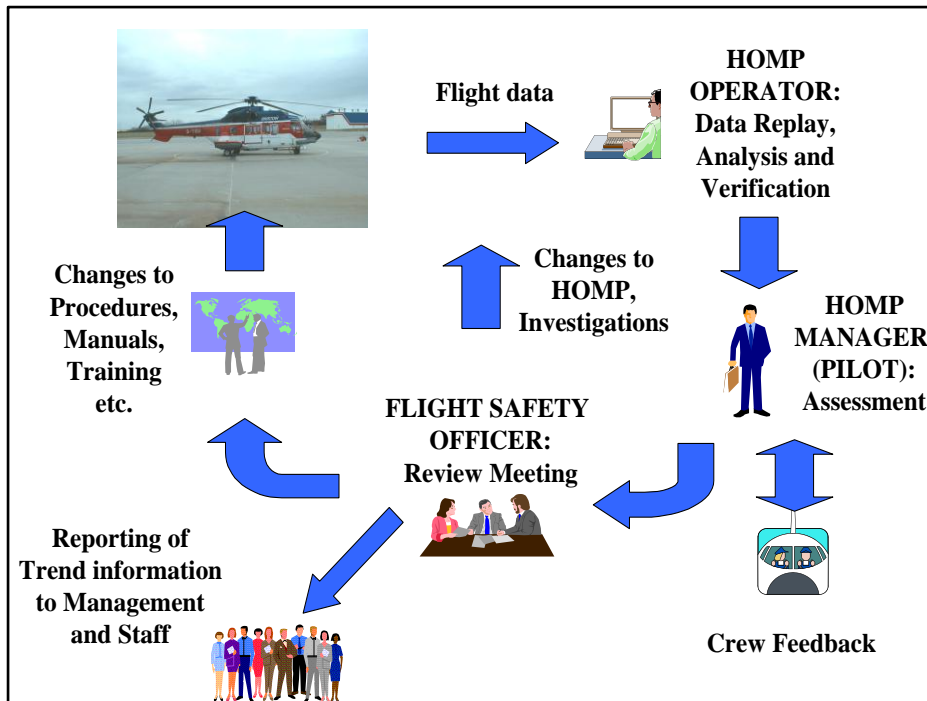 Flight data
HOMP
OPERATOR:
Data Replay,
Analysis and
Verification
Changes to
Procedures,
Manuals,
Training
etc.
Changes to
HOMP,
Investigations
HOMP
MANAGER
(PILOT):
Assessment
FLIGHT SAFETY
OFFICER:
Review Meeting
Reporting of
Trend information
to Management
and Staff
Crew Feedback